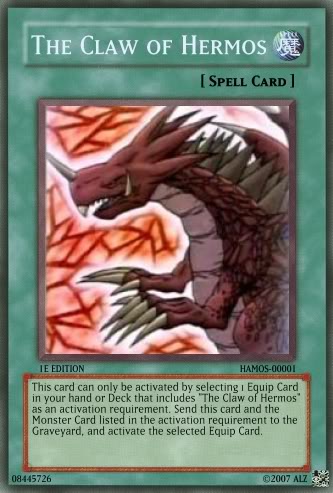 The Claw of Hermos 魔
[ Spell Card ]
1E EDITION HAMOS-00001
This card can only be activated by selecting 1 Equip Card
in your hand or Deck that includes "The Claw of Hermos"
as an activation requirement. Send this card and the
Monster Card listed in the activation requirement to the
Graveyard, and activate the selected Equip Card.
08445726 ©2007 ALZ